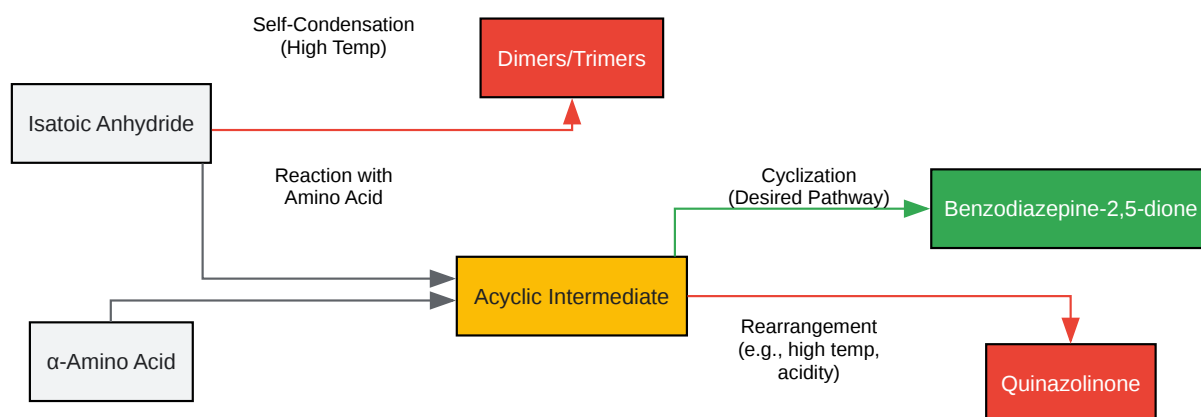 Self-Condensation
(High Temp)
Dimers/Trimers
Isatoic Anhydride
Reaction with
Amino Acid
Cyclization
(Desired Pathway)
Benzodiazepine-2,5-dione
Acyclic Intermediate
α-Amino Acid
Rearrangement
(e.g., high temp,
acidity)
Quinazolinone